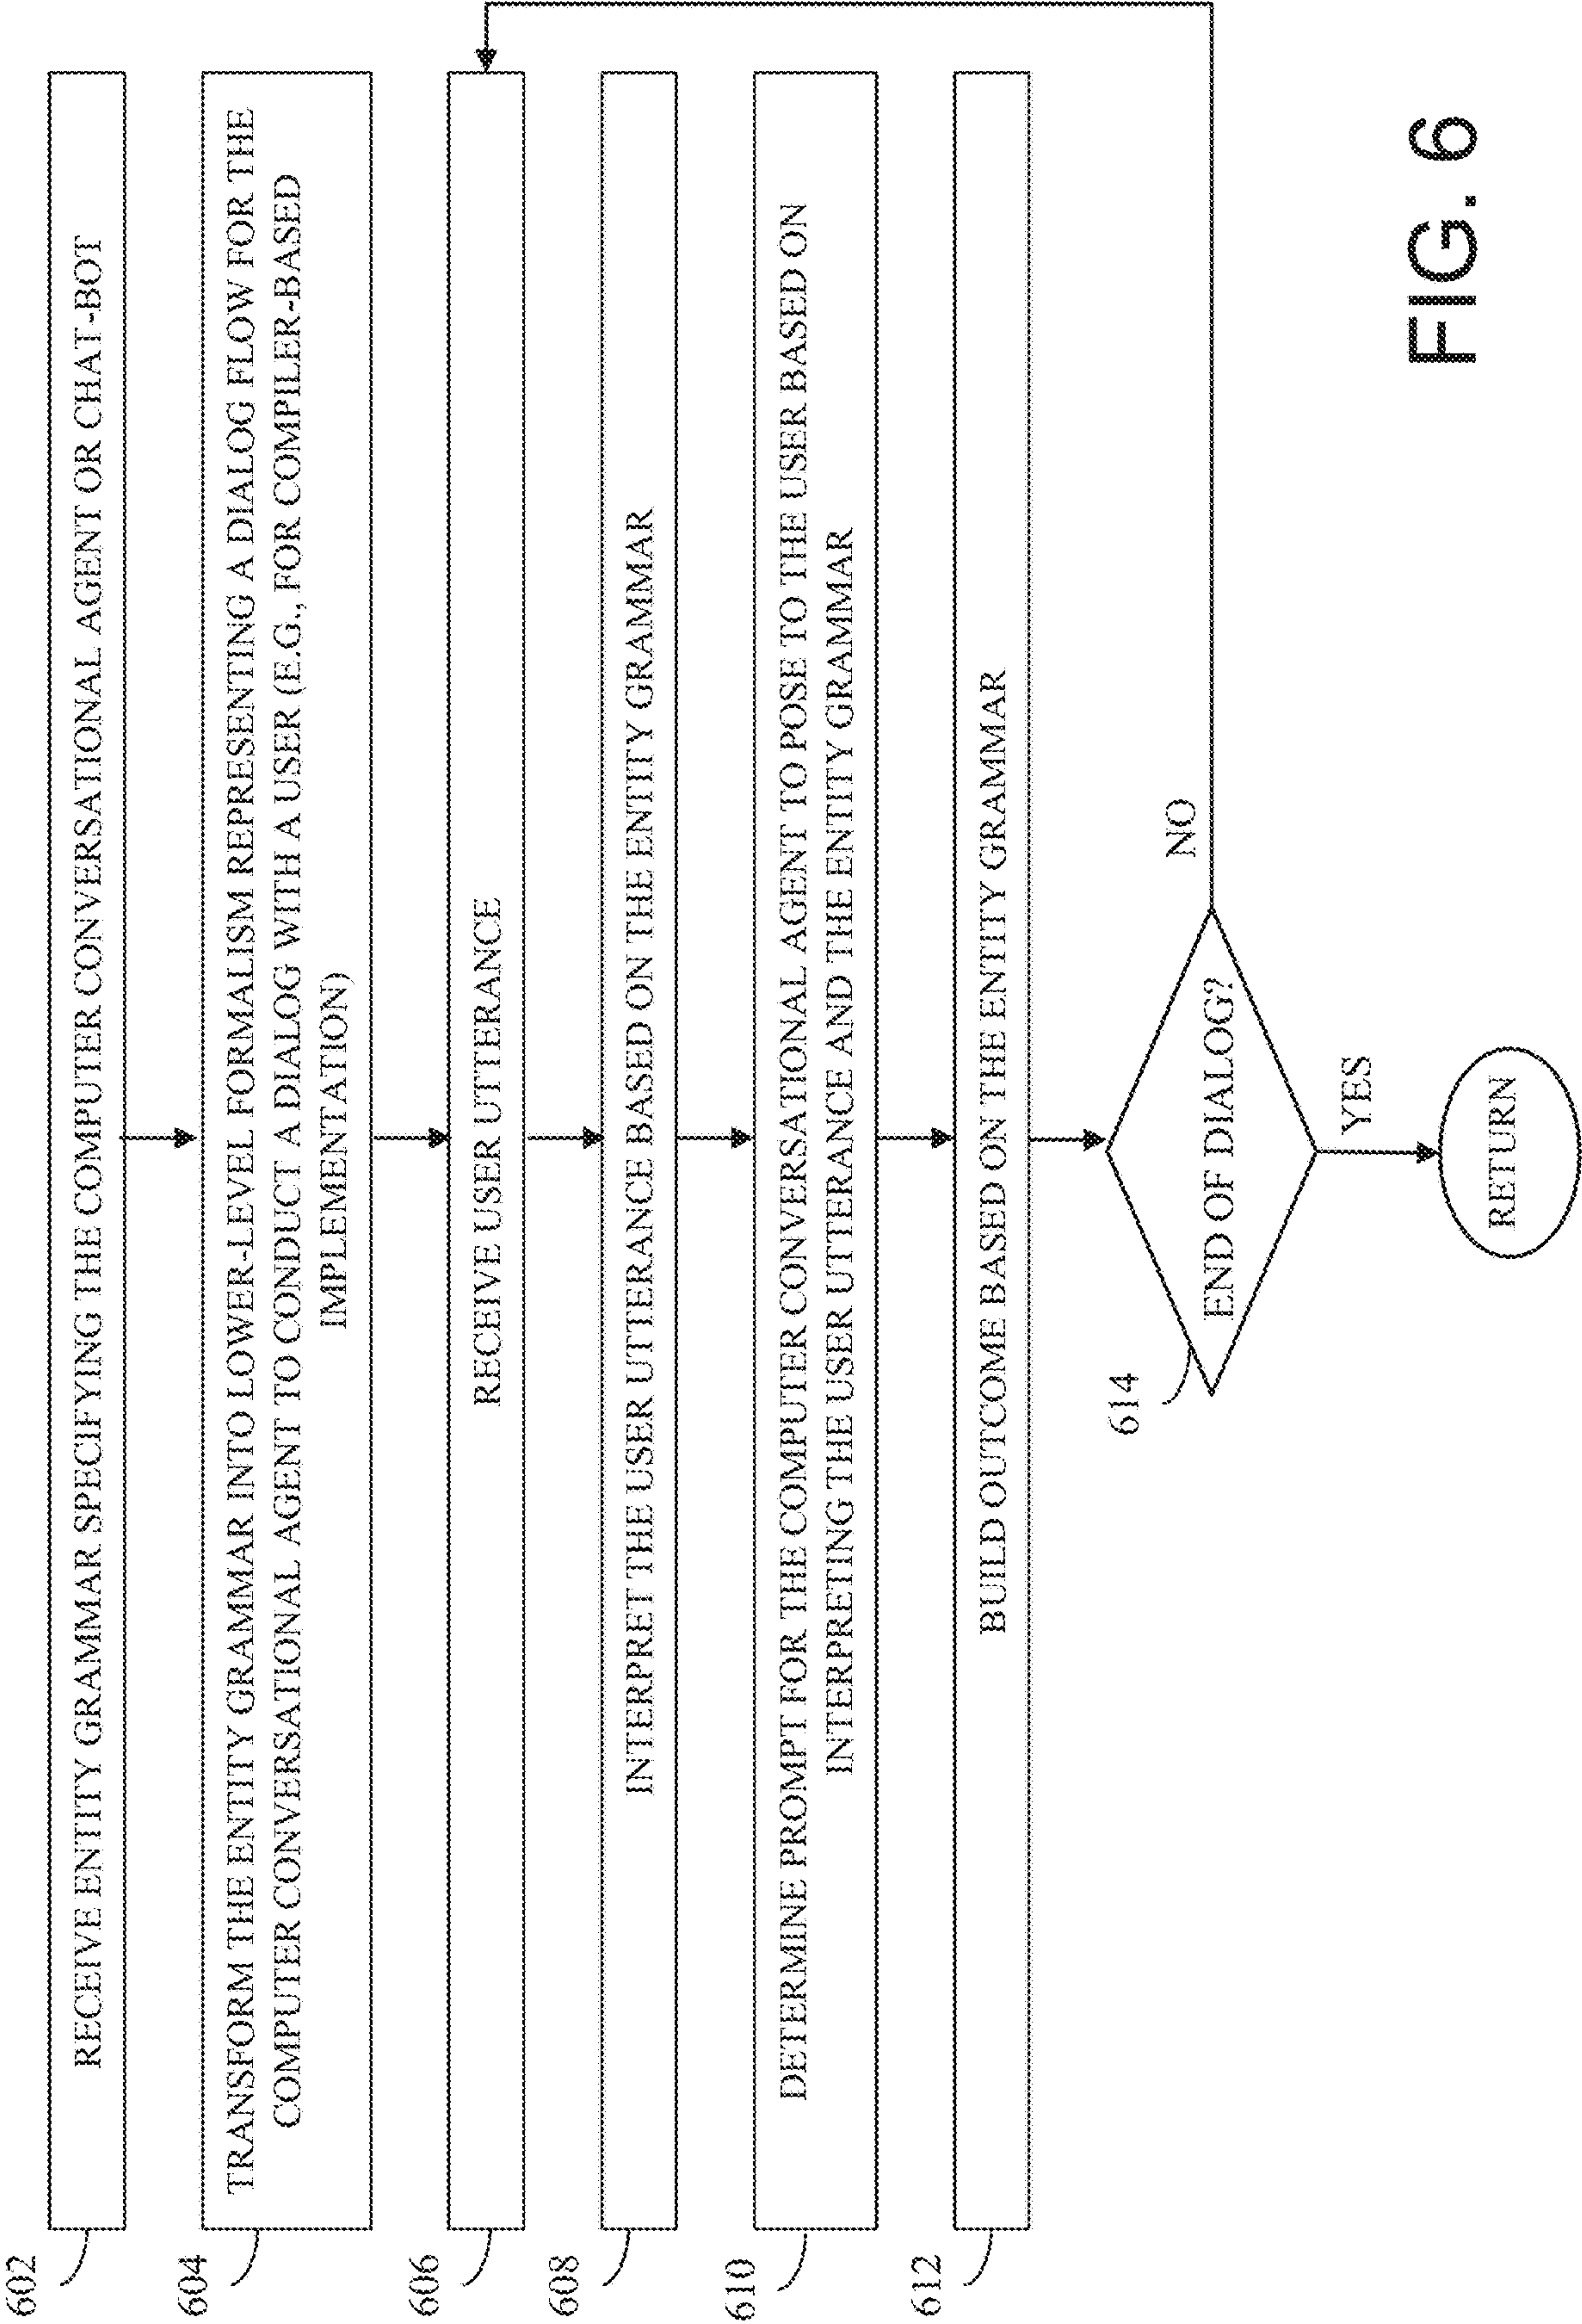 602
RECEIVE ENTITY GRAMMAR SPECIFYING THE COMPUTER CONVERSATIONAL AGENT OR CHAT-BOT
604
TRANSFORM THE ENTITY GRAMMAR INTO LOWER-LEVEL FORMALISM REPRESENTING A DIALOG FLOW FOR THE
COMPUTER CONVERSATIONAL AGENT TO CONDUCT A DIALOG WITH A USER (E.G., FOR COMPILER-BASED
IMPLEMENTATION)
606
RECEIVE USER UTTERANCE
608
INTERPRET THE USER UTTERANCE BASED ON THE ENTITY GRAMMAR
610
DETERMINE PROMPT FOR THE COMPUTER CONVERSATIONAL AGENT TO POSE TO THE USER BASED ON
INTERPRETING THE USER UTTERANCE AND THE ENTITY GRAMMAR
612
BUILD OUTCOME BASED ON THE ENTITY GRAMMAR
614
END OF DIALOG?
NO
YES
RETURN
FIG. 6